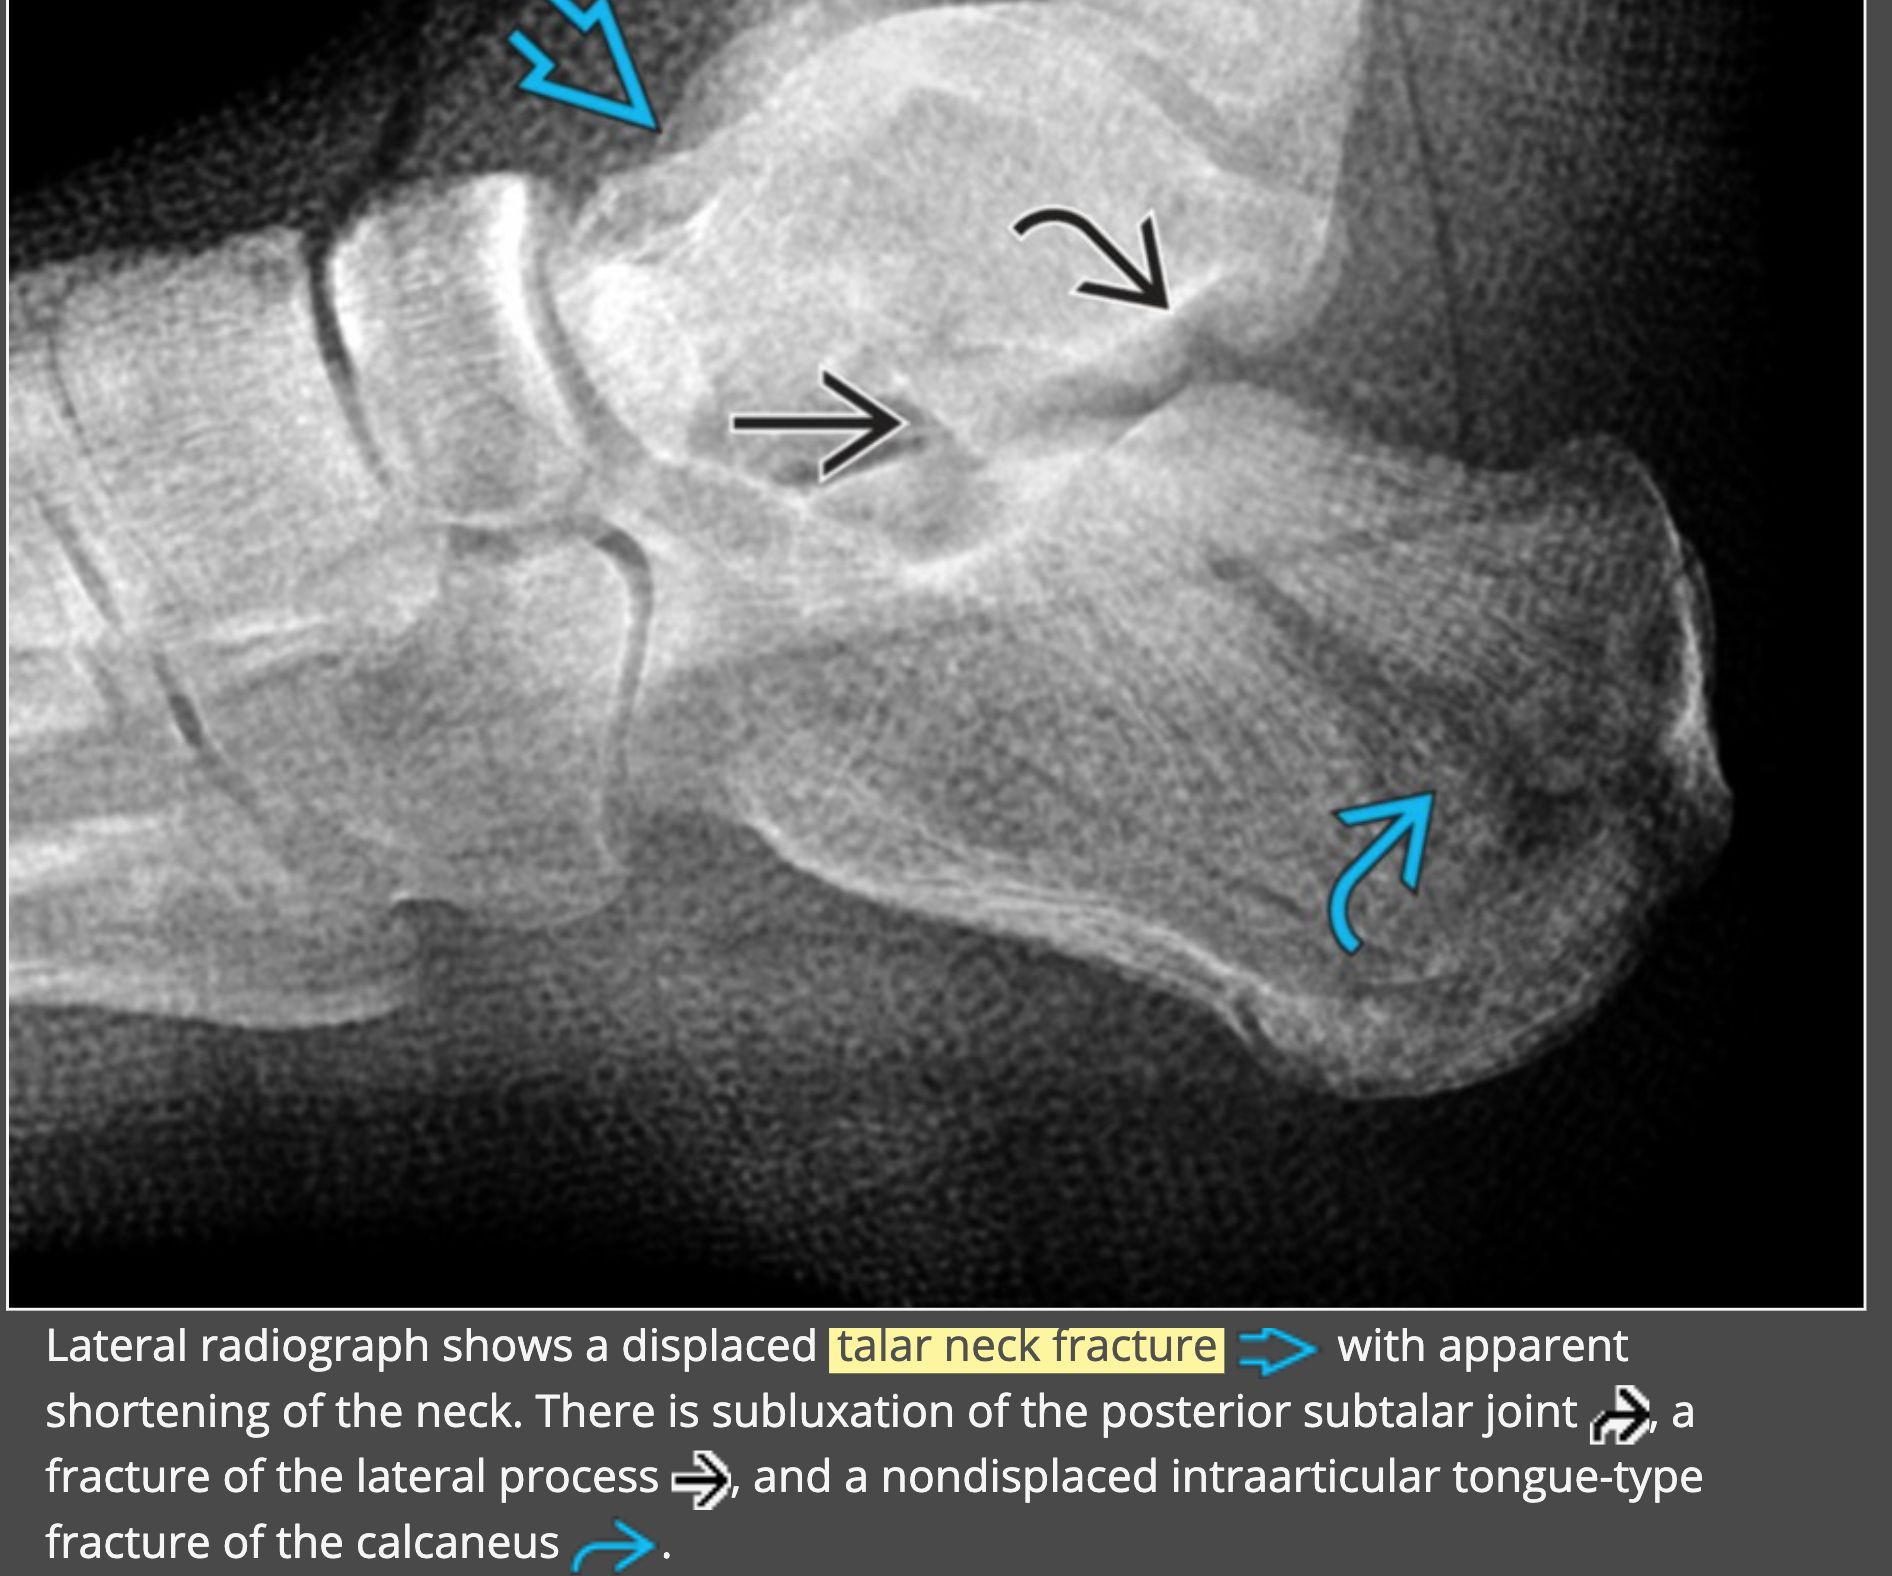 Lateral radiograph shows a displaced talar neck fracture with apparent
shortening of the neck. There is subluxation of the posterior subtalar joint , a
fracture of the lateral process , and a nondisplaced intraarticular tongue-type
fracture of the calcaneus .